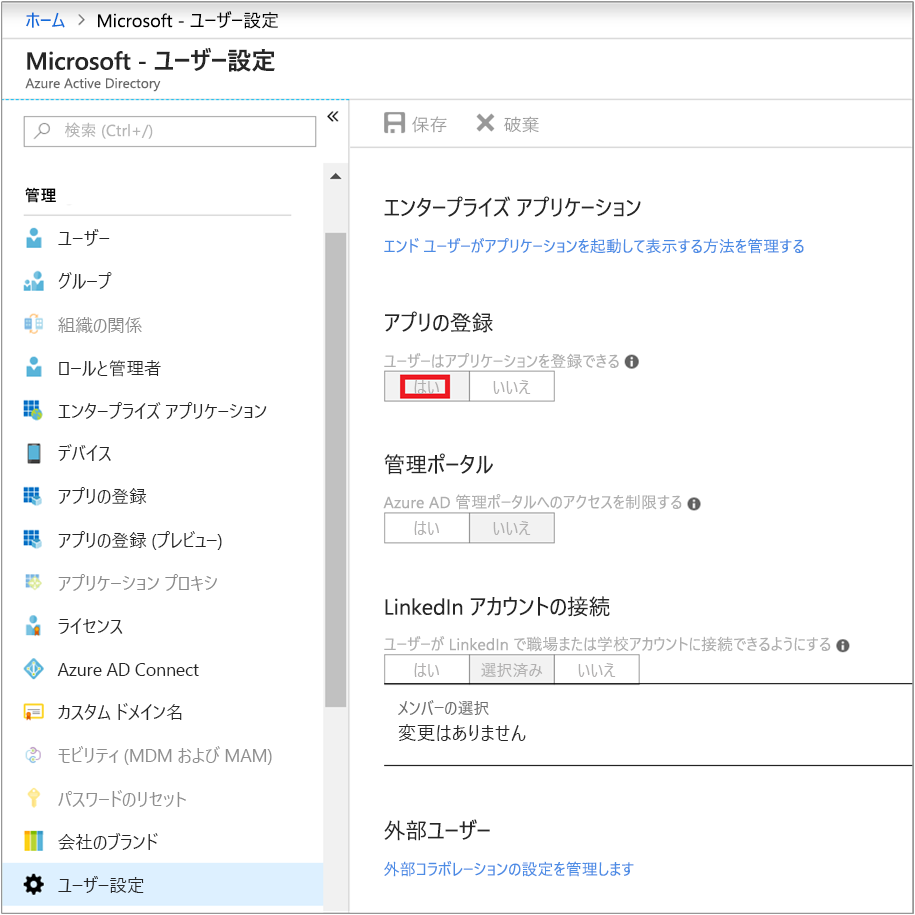 ホーム > Microsoft - ユーザー設定
Microsoft - ユーザー設定
Azure Active Directory
検索 (Ctrl+/)
管理
ユーザー
グループ
組織の関係
ロールと管理者
エンタープライズ アプリケーション
デバイス
アプリの登録
アプリの登録 (プレビュー)
アプリケーション プロキシ
ライセンス
Azure AD Connect
カスタム ドメイン名
モビリティ (MDM および MAM)
パスワードのリセット
会社のブランド
ユーザー設定
保存 破棄
エンタープライズ アプリケーション
エンド ユーザーがアプリケーションを起動して表示する方法を管理する
アプリの登録
ユーザーはアプリケーションを登録できる
はい いいえ
管理ポータル
Azure AD 管理ポータルへのアクセスを制限する
はい いいえ
LinkedIn アカウントの接続
ユーザーが LinkedIn で職場または学校アカウントに接続できるようにする
はい 選択済み いいえ
メンバーの選択
変更はありません
外部ユーザー
外部コラボレーションの設定を管理します